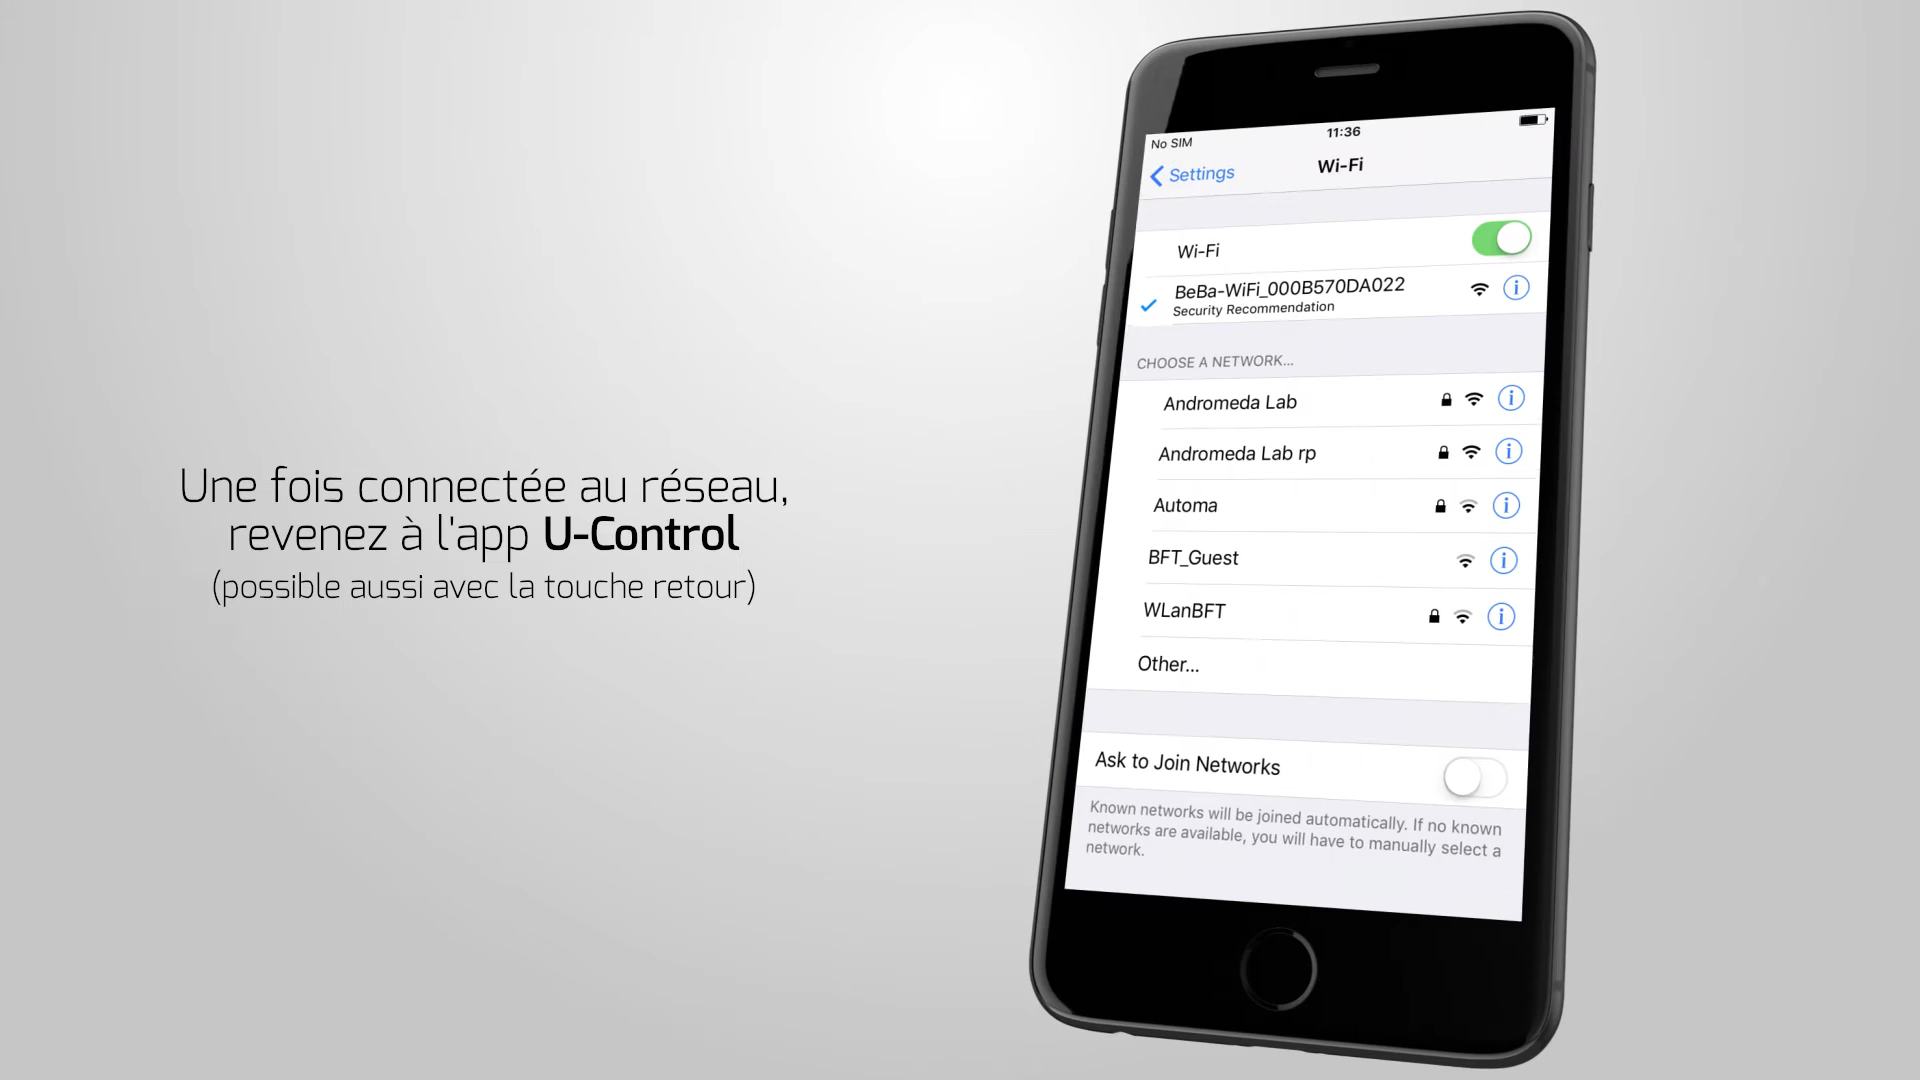 Une fois connectée au réseau,
revenez à l'app U-Control
(possible aussi avec la touche retour)
No SIM
11:36
Settings
Wi-Fi
Wi-Fi
BeBa-WiFi_000B570DA022
Security Recommendation
CHOOSE A NETWORK...
Andromeda Lab
Andromeda Lab rp
Automa
BFT_Guest
WLanBFT
Other...
Ask to Join Networks
Known networks will be joined automatically. If no known
networks are available, you will have to manually select a
network.